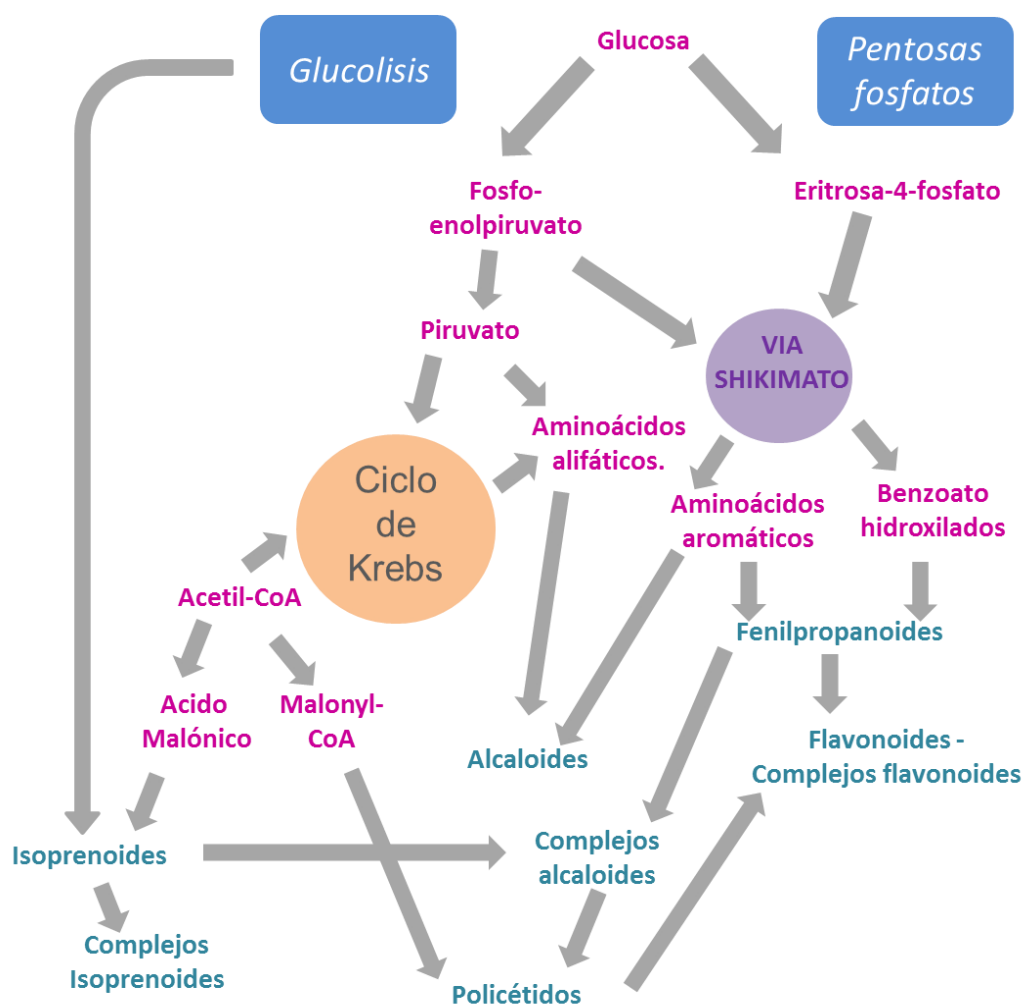 Glucolisis
Glucosa
Pentosas
fosfatos
Fosfo-
enolpiruvato
Eritrosa-4-fosfato
Piruvato
VIA
SHIKIMATO
Aminoácidos
alifáticos.
Ciclo
de
Krebs
Aminoácidos
aromáticos
Benzoato
hidroxilados
Acetil-CoA
Fenilpropanoides
Acido
Malónico
Malonyl-
CoA
Alcaloides
Flavonoides -
Complejos flavonoides
Isoprenoides
Complejos
alcaloides
Complejos
Isoprenoides
Policétidos